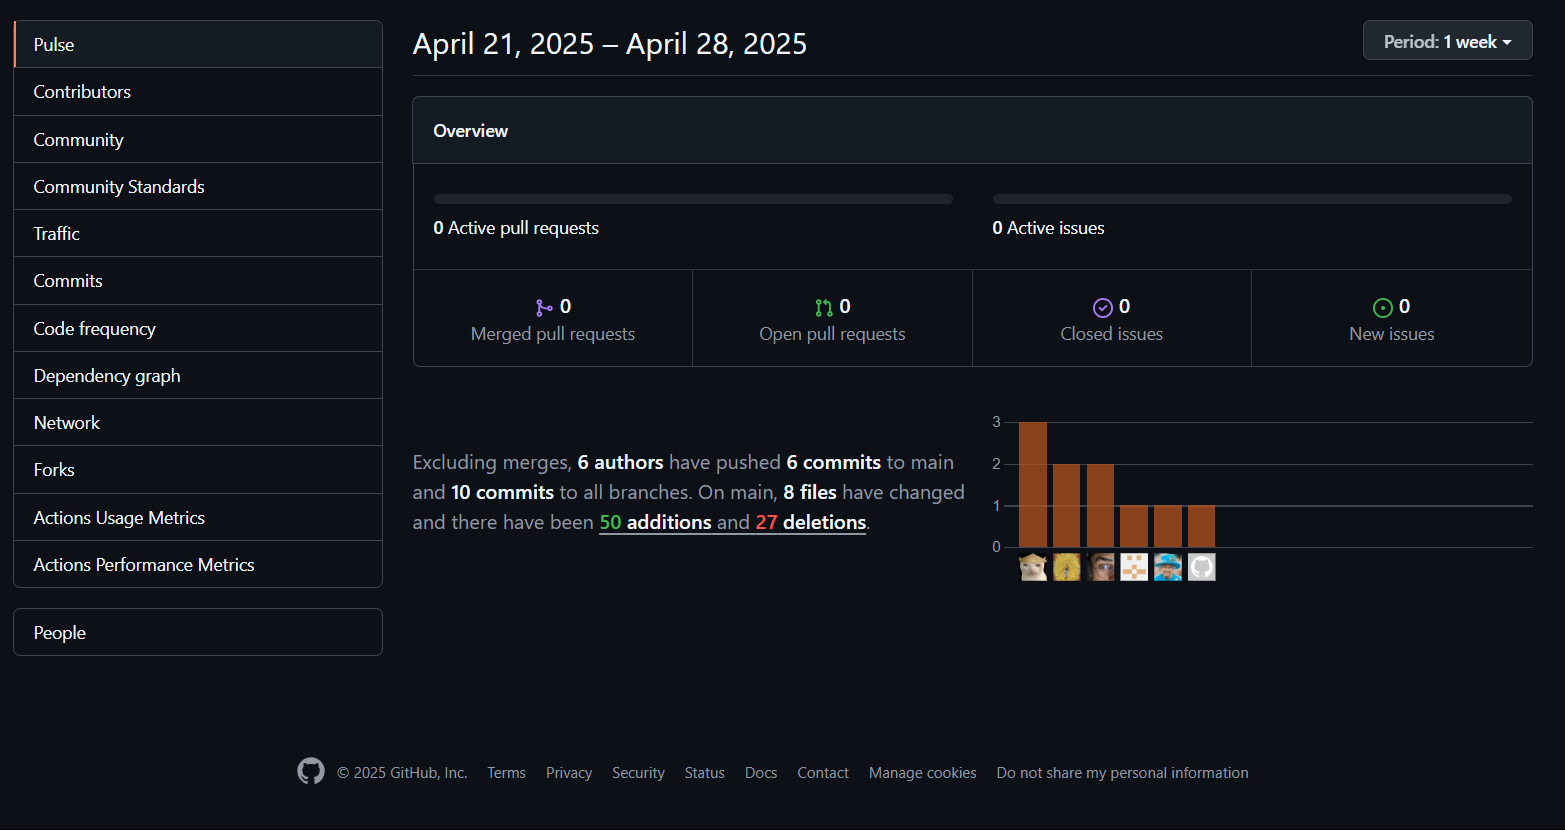 Pulse
Contributors
Community
Community Standards
Traffic
Commits
Code frequency
Dependency graph
Network
Forks
Actions Usage Metrics
Actions Performance Metrics
People
April 21, 2025 – April 28, 2025
Period: 1 week
Overview
0 Active pull requests
0 Active issues
0
Merged pull requests
0
Open pull requests
0
Closed issues
0
New issues
Excluding merges, 6 authors have pushed 6 commits to main
and 10 commits to all branches. On main, 8 files have changed
and there have been 50 additions and 27 deletions.
3
2
1
0
© 2025 GitHub, Inc. Terms Privacy Security Status Docs Contact Manage cookies Do not share my personal information